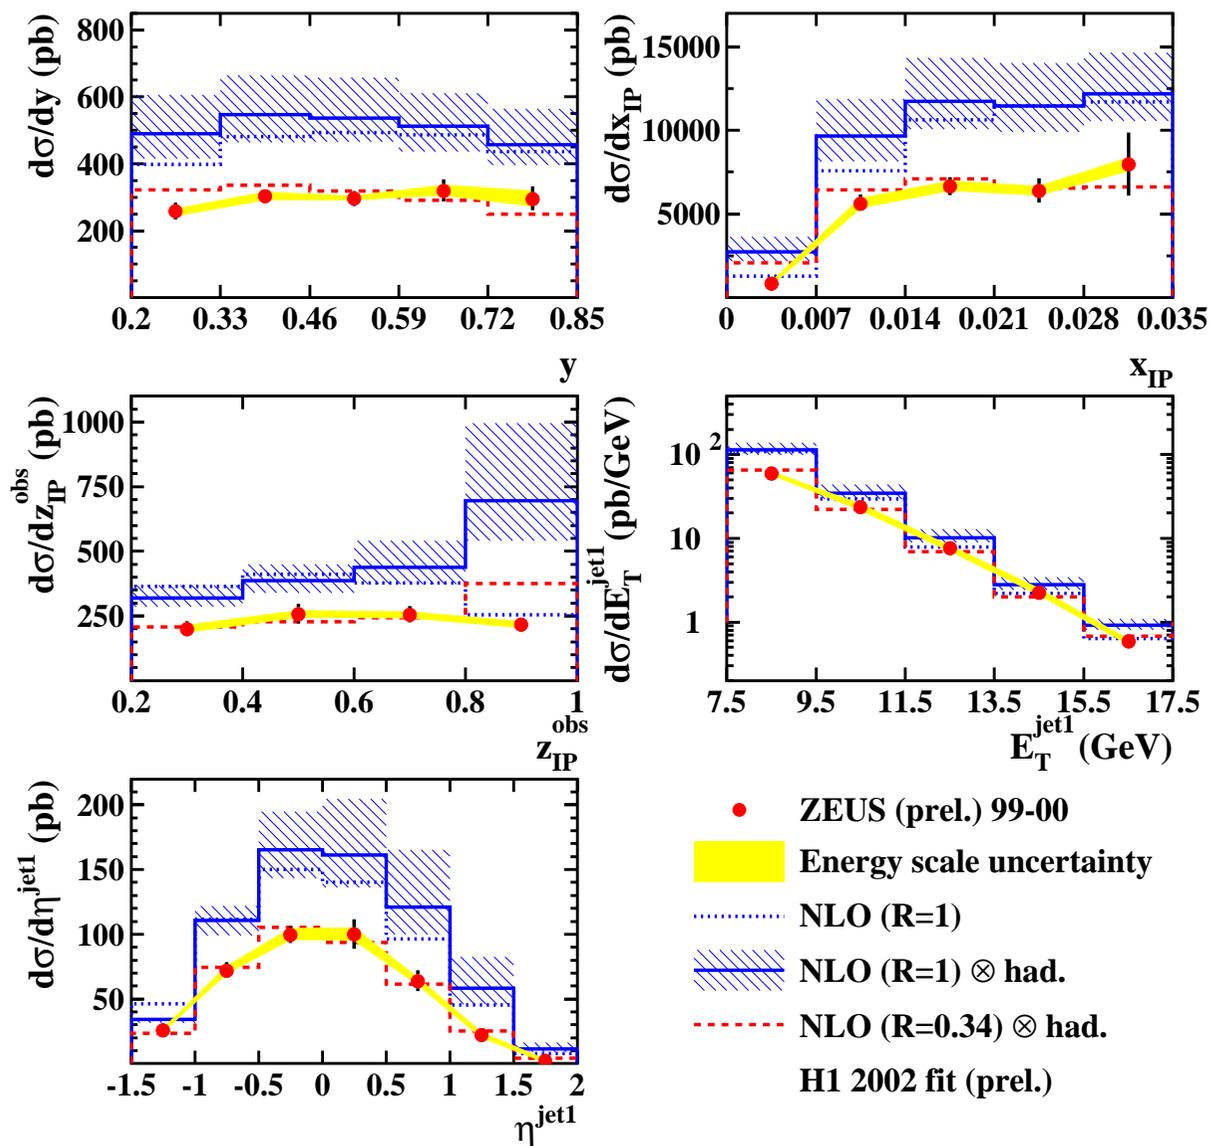 dσ/dy (pb)
800
600
400
200
0.2 0.33 0.46 0.59 0.72 0.85
y
dσ/dx_IP (pb)
15000
10000
5000
0 0.007 0.014 0.021 0.028 0.035
x_IP
dσ/dz_IP^obs (pb)
1000
750
500
250
0.2 0.4 0.6 0.8 1
z_IP^obs
dσ/dE_T^jet1 (pb/GeV)
10^2
10
1
7.5 9.5 11.5 13.5 15.5 17.5
E_T^jet1 (GeV)
dσ/dη^jet1 (pb)
200
150
100
50
-1.5 -1 -0.5 0 0.5 1 1.5 2
η^jet1
ZEUS (prel.) 99-00
Energy scale uncertainty
NLO (R=1)
NLO (R=1) ⊗ had.
NLO (R=0.34) ⊗ had.
H1 2002 fit (prel.)